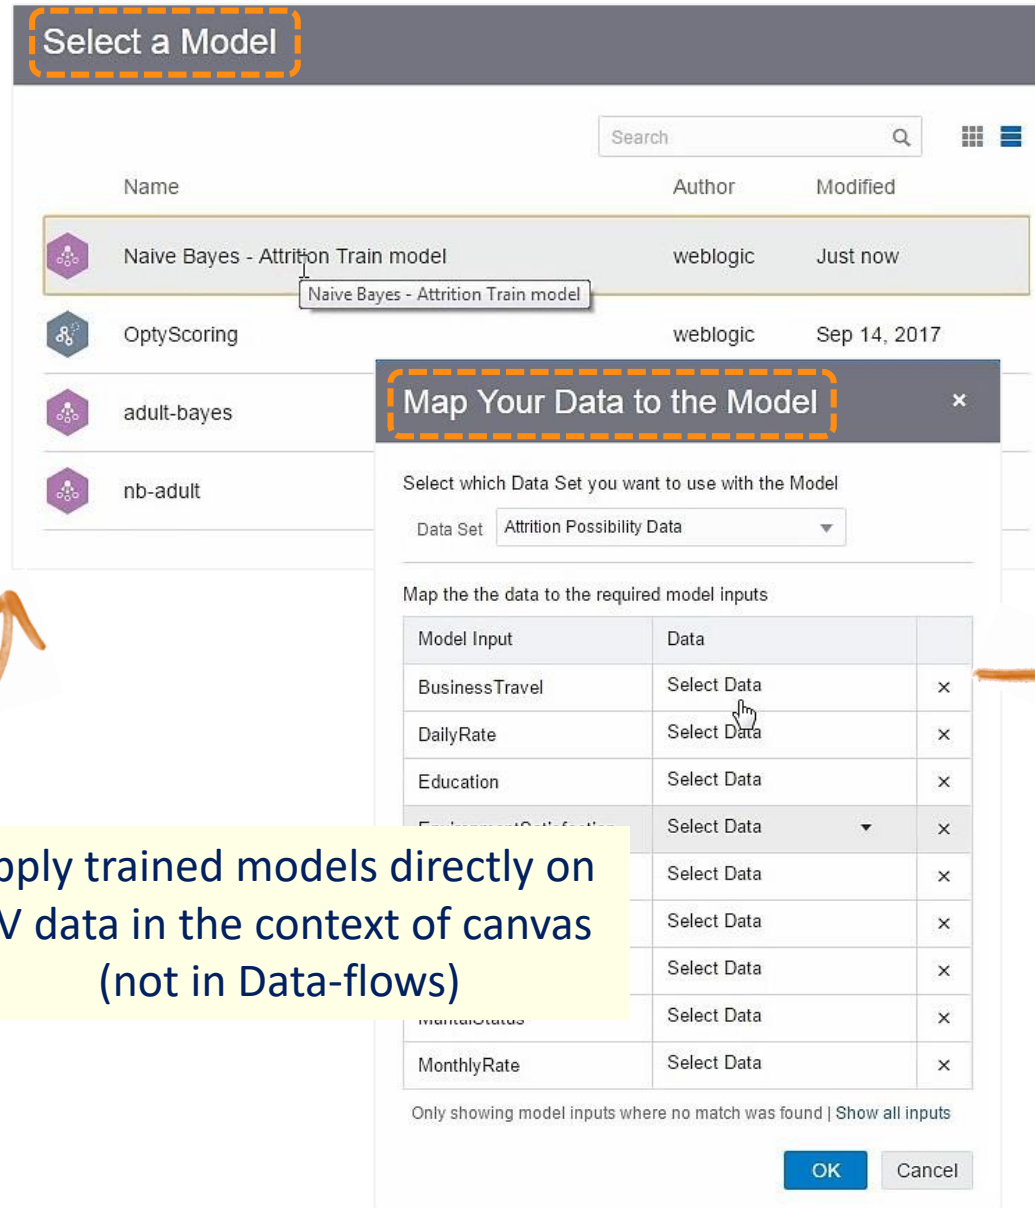 Select a Model
Search
Name Author Modified
Naive Bayes - Attrition Train model weblogic Just now
Naive Bayes - Attrition Train model
OptyScoring weblogic Sep 14, 2017
adult-bayes
nb-adult
Map Your Data to the Model ×
Select which Data Set you want to use with the Model
Data Set Attrition Possibility Data
Map the the data to the required model inputs
Model Input Data
BusinessTravel Select Data ×
DailyRate Select Data ×
Education Select Data ×
Select Data ×
Select Data ×
Select Data ×
Select Data ×
Select Data ×
MonthlyRate Select Data ×
trained models directly on
data in the context of canvas
(not in Data-flows)
Only showing model inputs where no match was found | Show all inputs
OK Cancel